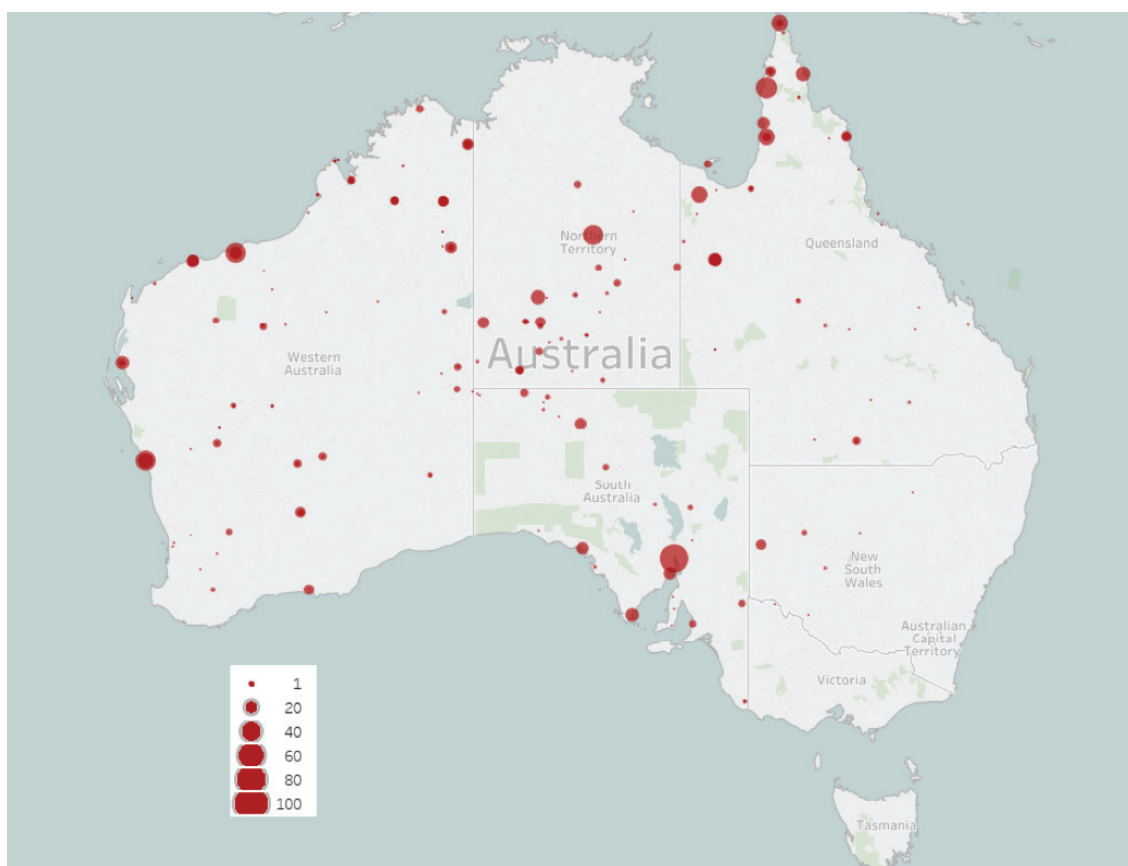 Northern
Territory
Queensland
Australia
Western
Australia
South
Australia
New
South
Wales
Australian
Capital
Territory
Victoria
Tasmania
1
20
40
60
80
100